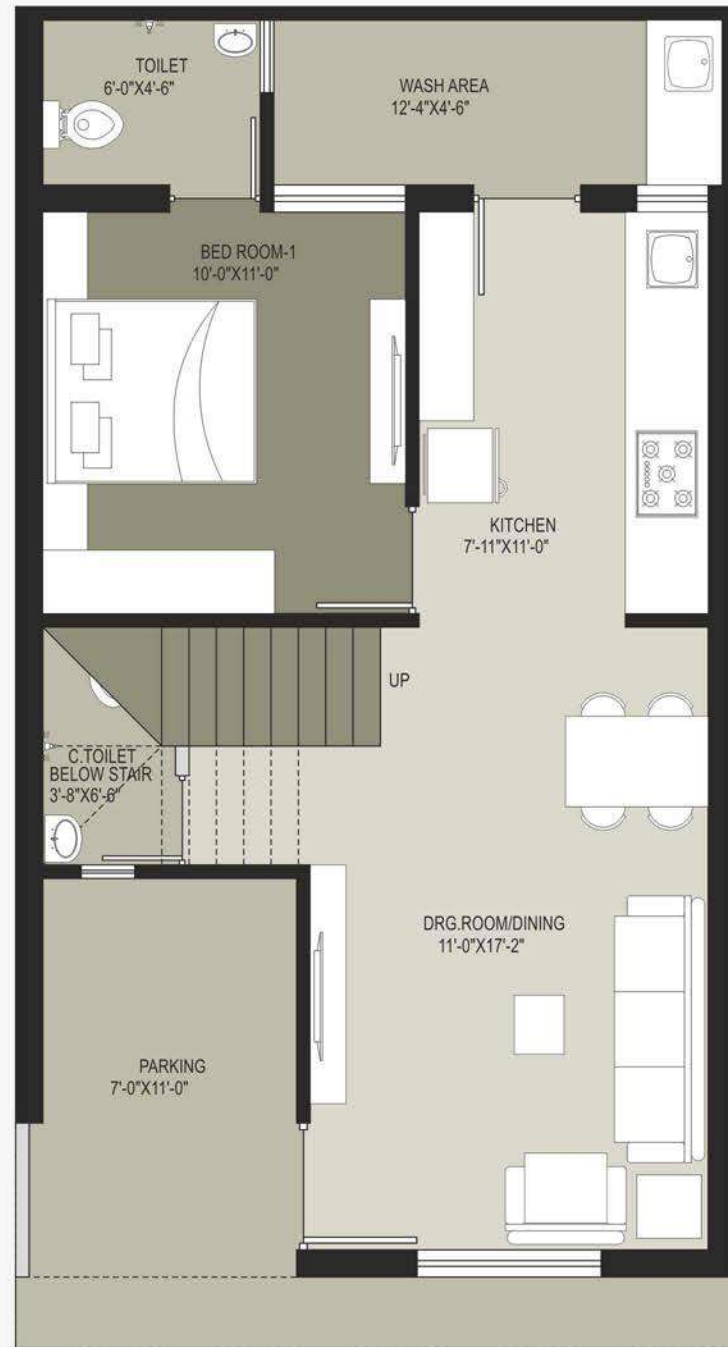 TOILET
6'-0"X4'-6"
WASH AREA
12'-4"X4'-6"
BED ROOM-1
10'-0"X11'-0"
KITCHEN
7'-11"X11'-0"
UP
C.TOILET
BELOW STAIR
3'-8"X6'-6"
DRG.ROOM/DINING
11'-0"X17'-2"
PARKING
7'-0"X11'-0"